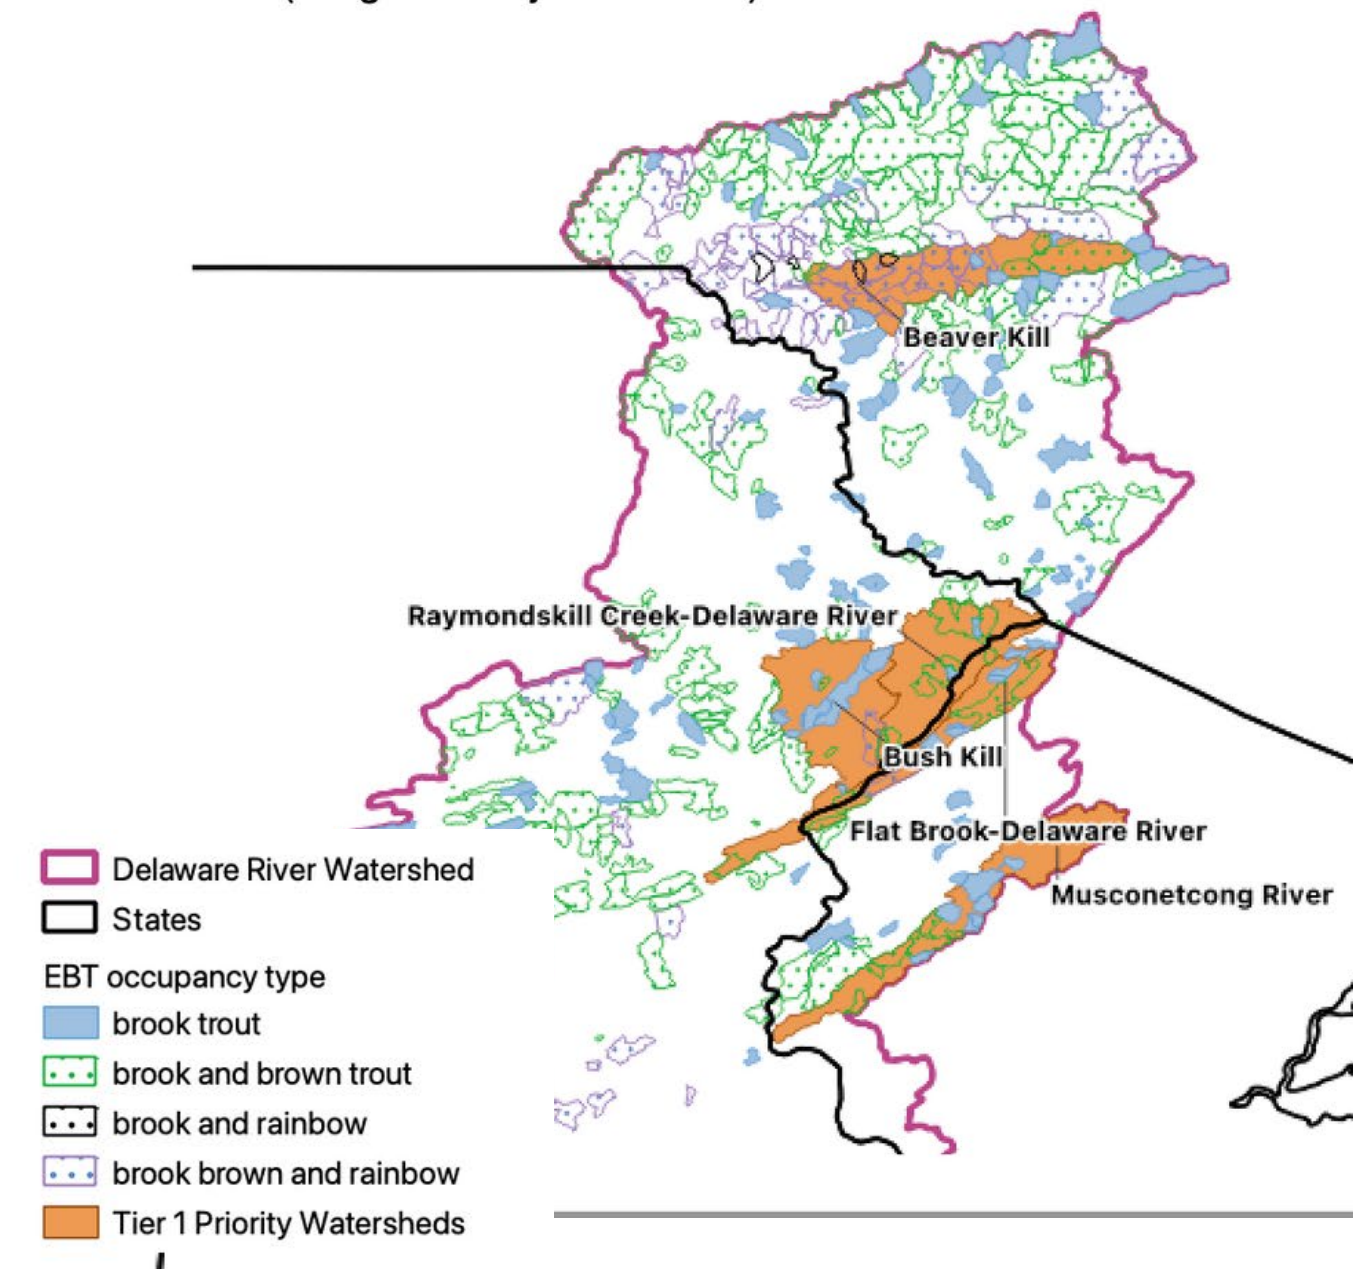 Beaver Kill
Raymondskill Creek-Delaware River
Bush Kill
Flat Brook-Delaware River
Musconetcong River
Delaware River Watershed
States
EBT occupancy type
brook trout
brook and brown trout
brook and rainbow
brook brown and rainbow
Tier 1 Priority Watersheds